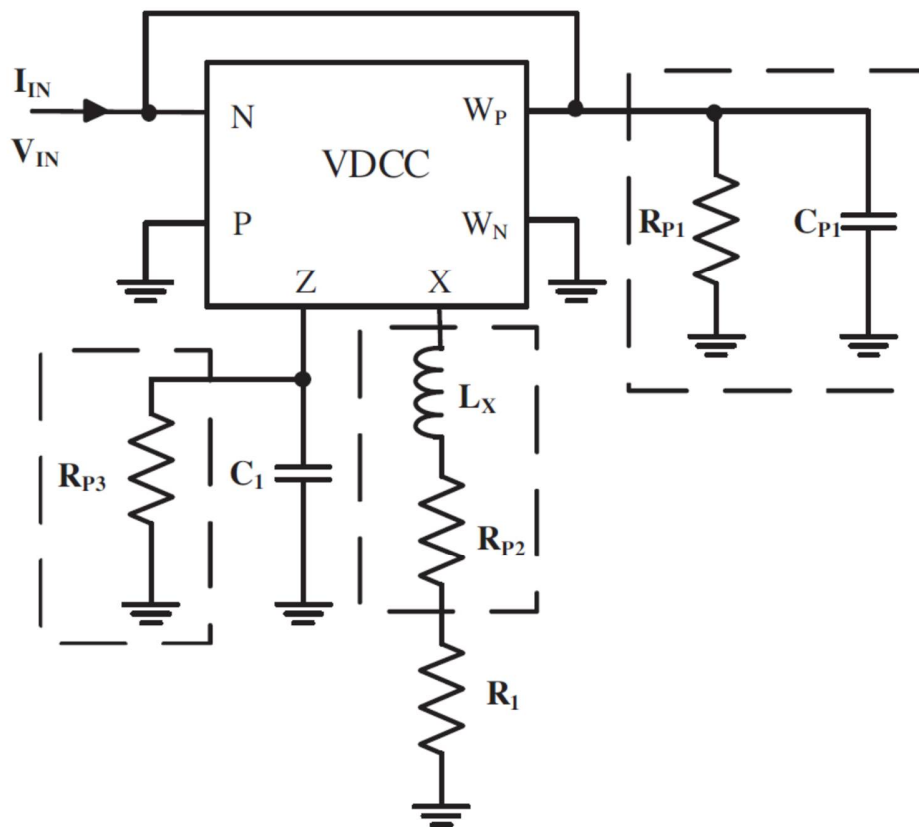 I_IN
V_IN
N
W_P
VDCC
P
W_N
Z
X
R_P1
C_P1
L_X
R_P3
C_1
R_P2
R_1